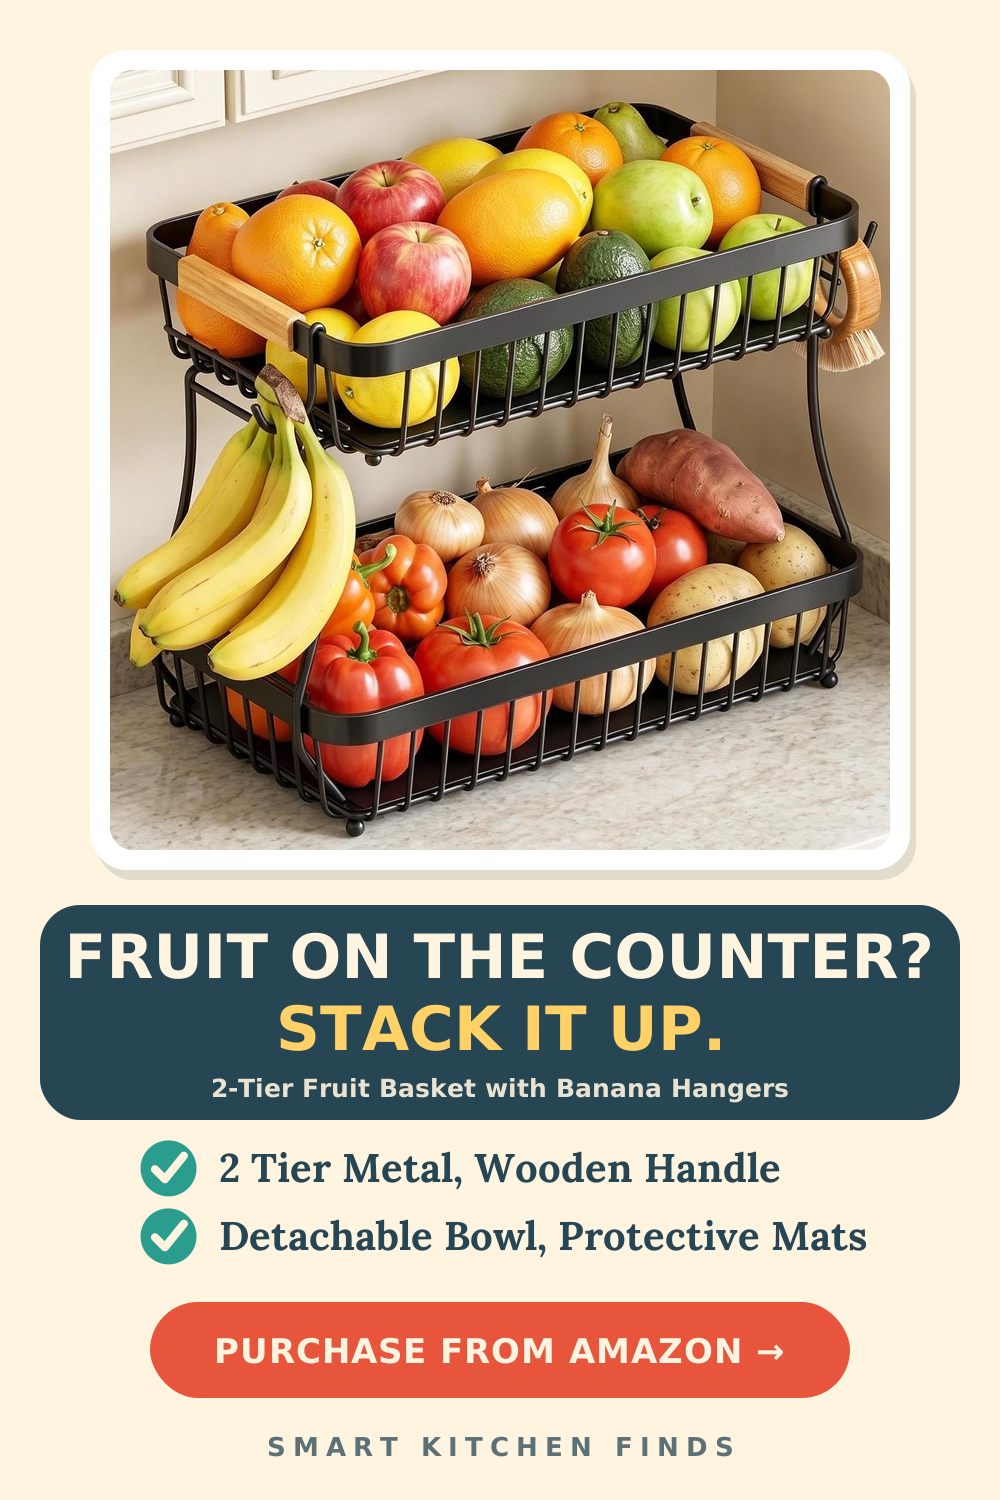 FRUIT ON THE COUNTER?
STACK IT UP.
2-Tier Fruit Basket with Banana Hangers
2 Tier Metal, Wooden Handle
Detachable Bowl, Protective Mats
PURCHASE FROM AMAZON →
SMART KITCHEN FINDS